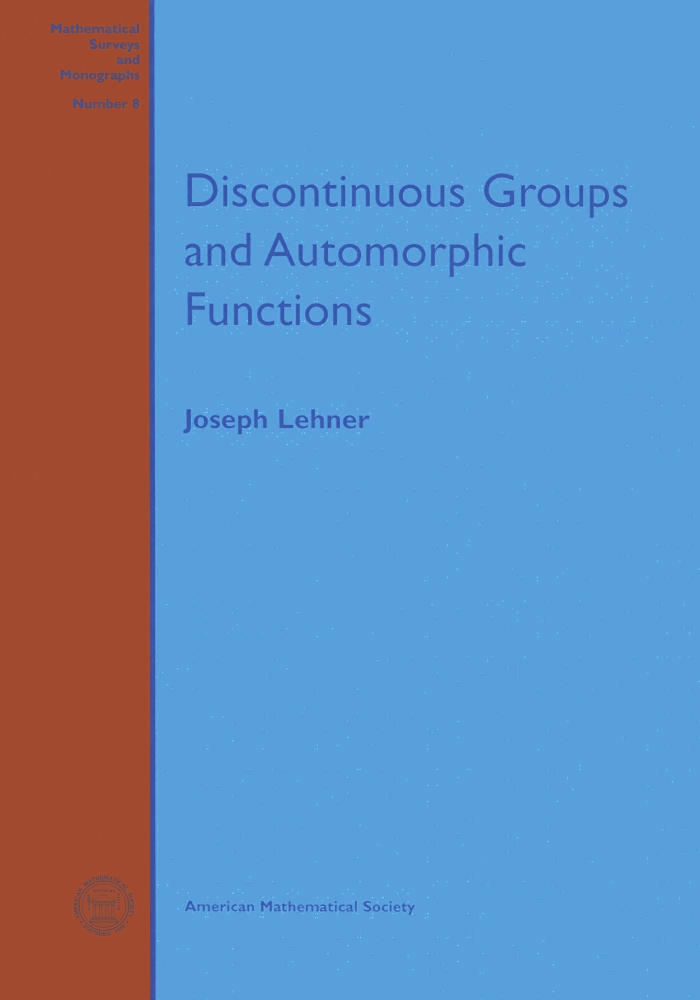 Mathematical
Surveys
and
Monographs
Number 8
Discontinuous Groups
and Automorphic
Functions
Joseph Lehner
American Mathematical Society